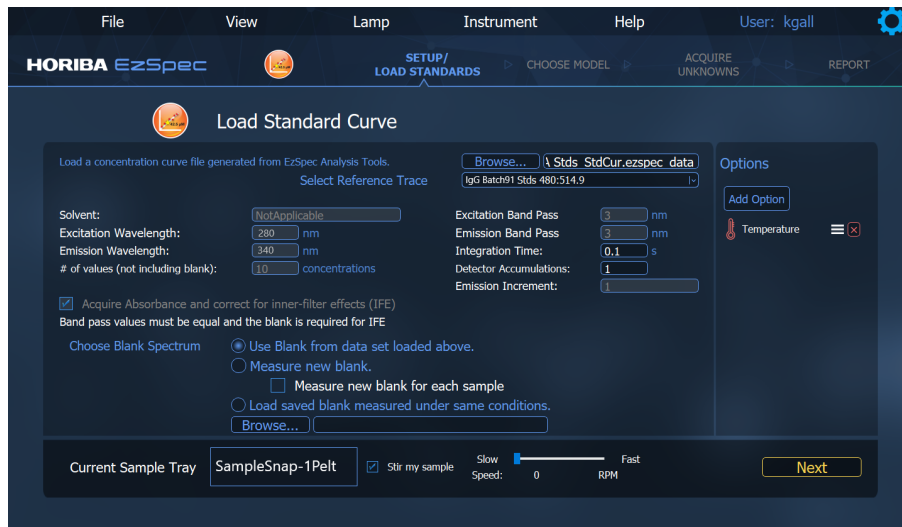 File View Lamp Instrument Help User: kgall
HORIBA EzSpec
SETUP/
LOAD STANDARDS
CHOOSE MODEL
ACQUIRE
UNKNOWNS
REPORT
Load Standard Curve
Load a concentration curve file generated from EzSpec Analysis Tools.
Browse... Stds StdCur.ezspec data
Select Reference Trace
IgG Batch91 Stds 480:514.9
Solvent: NotApplicable
Excitation Wavelength: 280 nm
Emission Wavelength: 340 nm
# of values (not including blank): 10 concentrations
Excitation Band Pass 3 nm
Emission Band Pass 3 nm
Integration Time: 0.1 s
Detector Accumulations: 1
Emission Increment: 1
Acquire Absorbance and correct for inner-filter effects (IFE)
Band pass values must be equal and the blank is required for IFE
Choose Blank Spectrum
Use Blank from data set loaded above.
Measure new blank.
Measure new blank for each sample
Load saved blank measured under same conditions.
Browse...
Options
Add Option
Temperature
Current Sample Tray SampleSnap-1Pelt
Stir my sample
Slow Fast
Speed: 0 RPM
Next